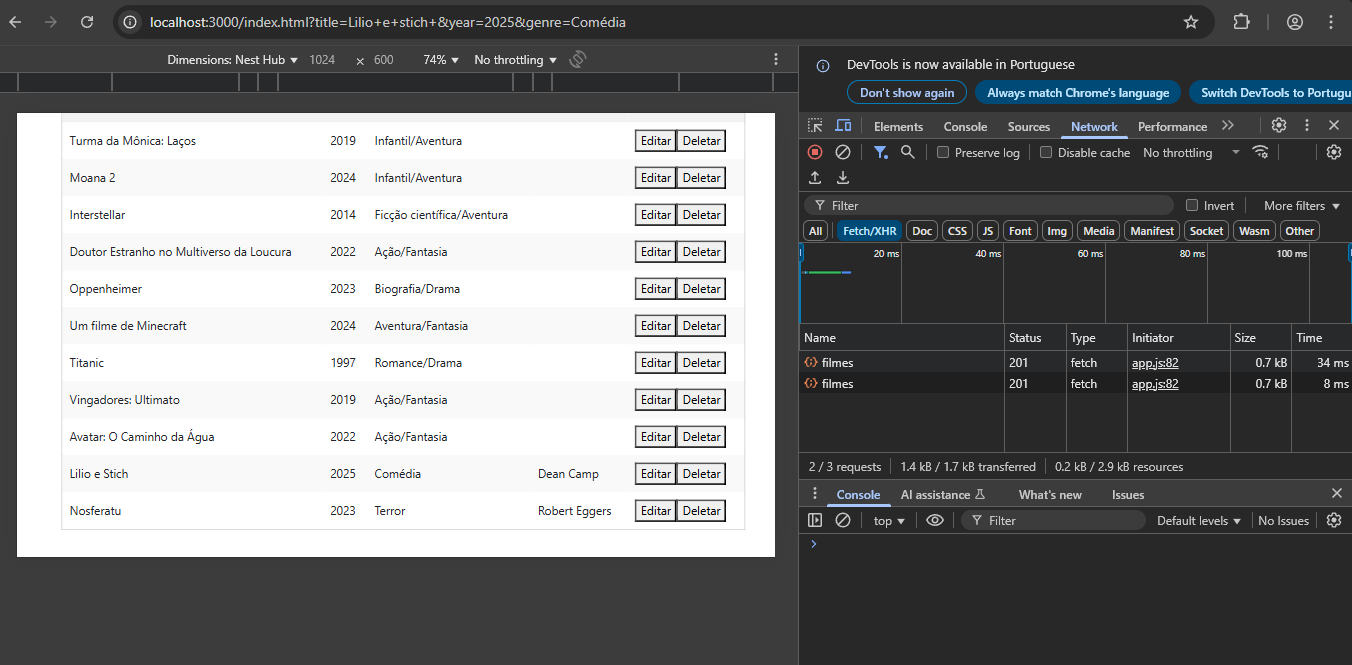 localhost:3000/index.html?title=Lilio+e+stich+&year=2025&genre=Comédia
Dimensions: Nest Hub 1024 × 600 74% No throttling
Turma da Mônica: Laços 2019 Infantil/Aventura Editar Deletar
Moana 2 2024 Infantil/Aventura Editar Deletar
Interstellar 2014 Ficção científica/Aventura Editar Deletar
Doutor Estranho no Multiverso da Loucura 2022 Ação/Fantasia Editar Deletar
Oppenheimer 2023 Biografia/Drama Editar Deletar
Um filme de Minecraft 2024 Aventura/Fantasia Editar Deletar
Titanic 1997 Romance/Drama Editar Deletar
Vingadores: Ultimato 2019 Ação/Fantasia Editar Deletar
Avatar: O Caminho da Água 2022 Ação/Fantasia Editar Deletar
Lilio e Stich 2025 Comédia Dean Camp Editar Deletar
Nosferatu 2023 Terror Robert Eggers Editar Deletar
DevTools is now available in Portuguese
Don't show again Always match Chrome's language Switch DevTools to Portugu
Elements Console Sources Network Performance
Preserve log Disable cache No throttling
Filter Invert More filters
All Fetch/XHR Doc CSS JS Font Img Media Manifest Socket Wasm Other
20 ms 40 ms 60 ms 80 ms 100 ms
Name Status Type Initiator Size Time
filmes 201 fetch app.js:82 0.7 kB 34 ms
filmes 201 fetch app.js:82 0.7 kB 8 ms
2 / 3 requests 1.4 kB / 1.7 kB transferred 0.2 kB / 2.9 kB resources
Console AI assistance What's new Issues
top Filter Default levels No Issues